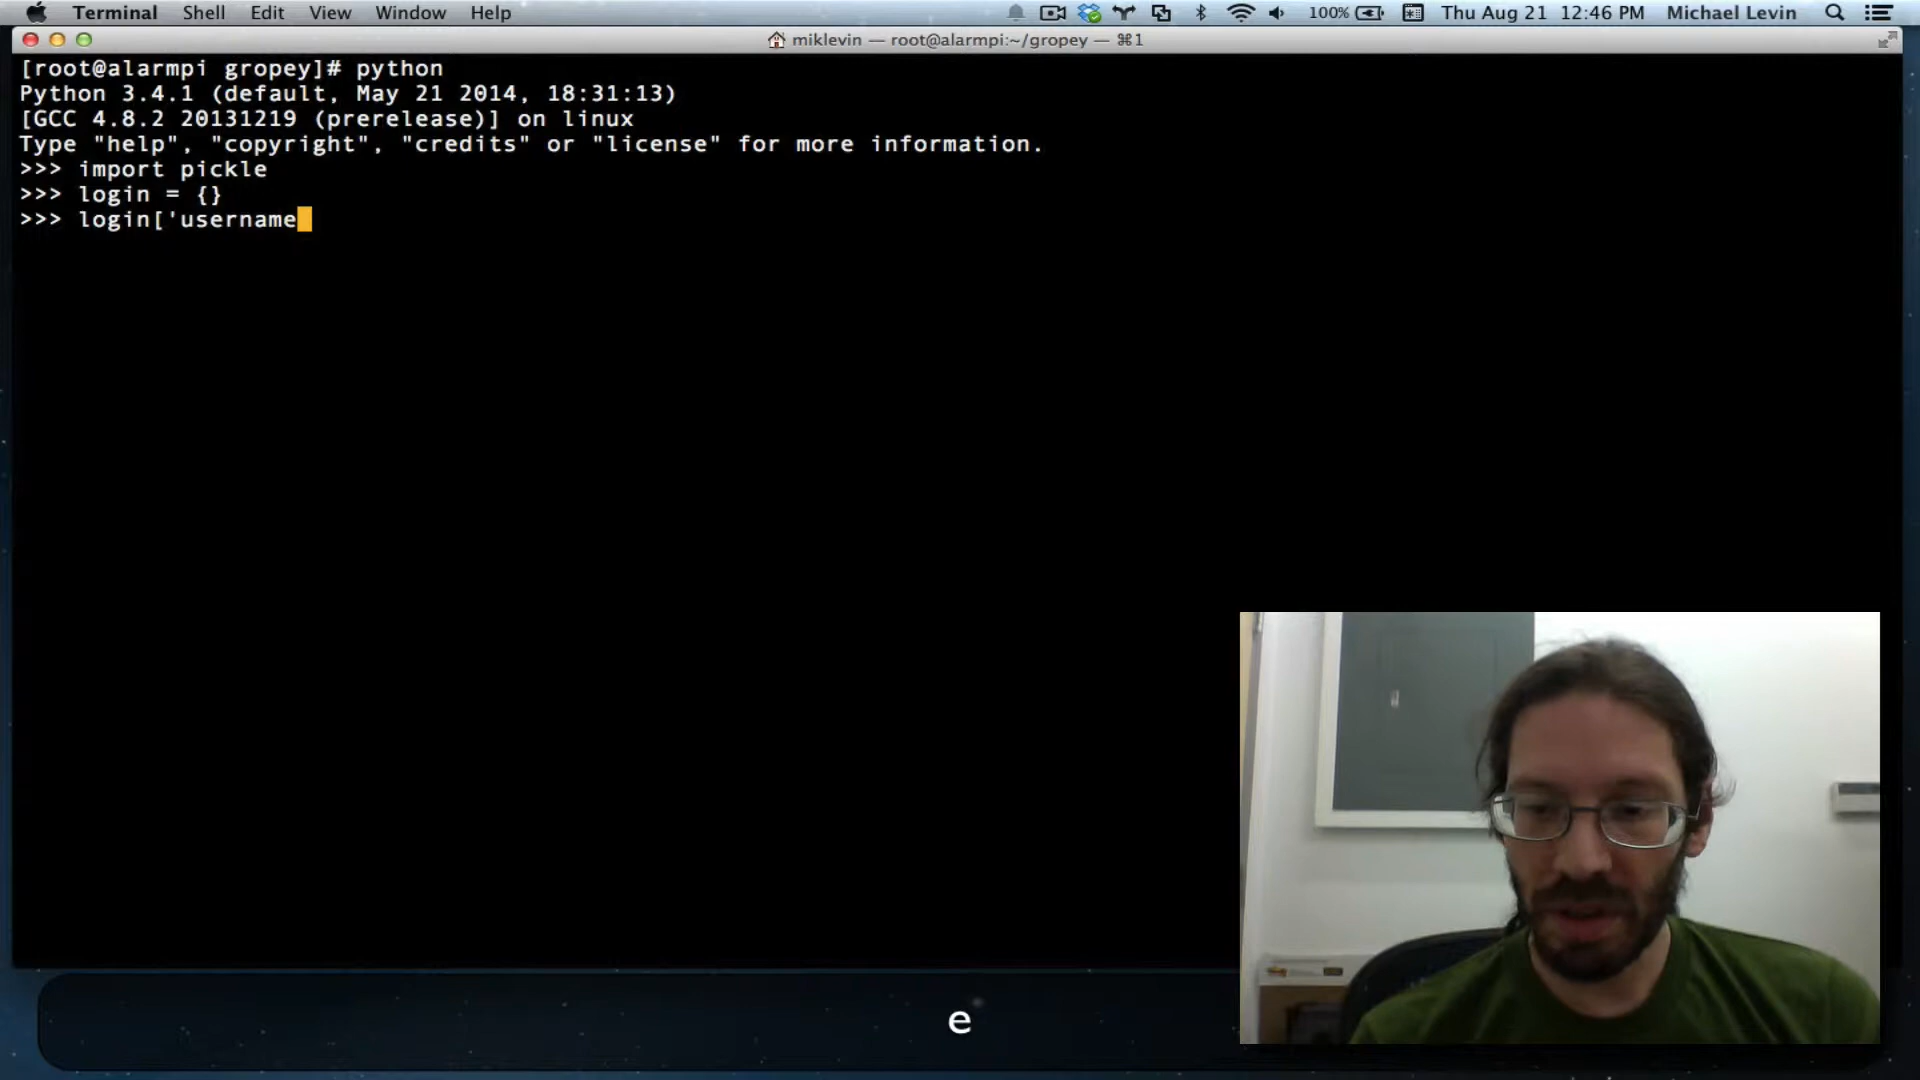 Terminal Shell Edit View Window Help 100% Thu Aug 21 12:46 PM Michael Levin
miklevin — root@alarmpi:~/gropey — ⌘1
[root@alarmpi gropey]# python
Python 3.4.1 (default, May 21 2014, 18:31:13)
[GCC 4.8.2 20131219 (prerelease)] on linux
Type "help", "copyright", "credits" or "license" for more information.
>>> import pickle
>>> login = {}
>>> login['username
e